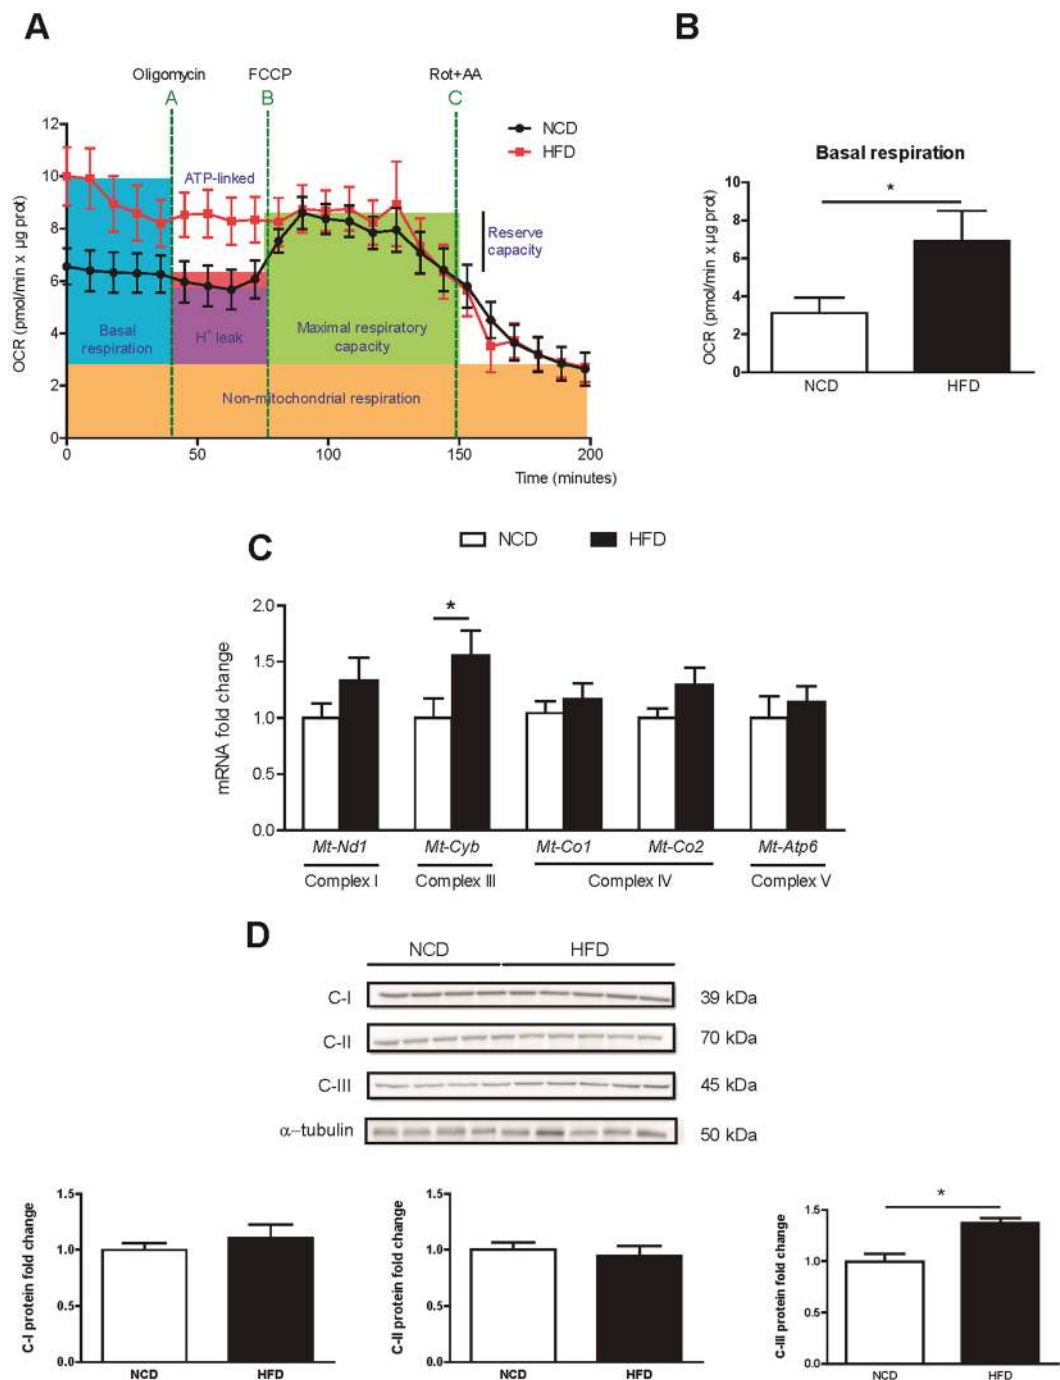 A
Oligomycin FCCP Rot+AA
A B C
NCD
HFD
ATP-linked
Reserve
capacity
Basal
respiration
H+ leak
Maximal respiratory
capacity
Non-mitochondrial respiration
OCR (pmol/min x µg prot)
12
10
8
6
4
2
0
0 50 100 150 200
Time (minutes)
B
Basal respiration
*
OCR (pmol/min x µg prot)
10
8
6
4
2
0
NCD HFD
C
NCD HFD
mRNA fold change
2.0
1.5
1.0
0.5
0.0
*
Mt-Nd1 Mt-Cyb Mt-Co1 Mt-Co2 Mt-Atp6
Complex I Complex III Complex IV Complex V
D
NCD HFD
C-I 39 kDa
C-II 70 kDa
C-III 45 kDa
α-tubulin 50 kDa
C-I protein fold change
1.5
1.0
0.5
0.0
NCD HFD
C-II protein fold change
1.5
1.0
0.5
0.0
NCD HFD
C-III protein fold change
*
1.5
1.0
0.5
0.0
NCD HFD